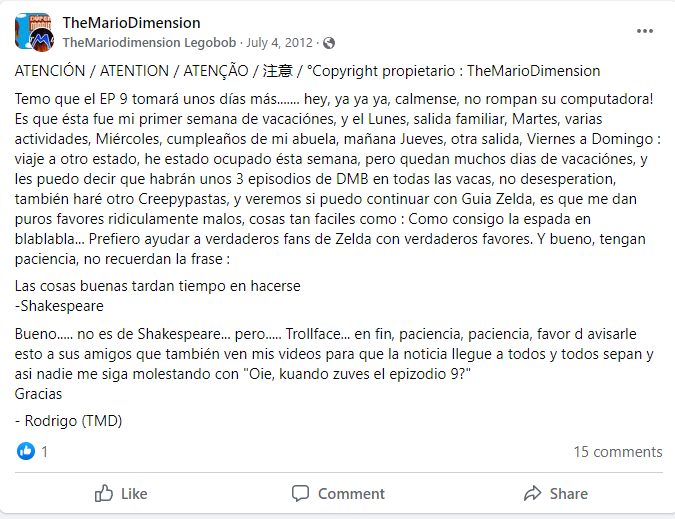 TheMarioDimension
TheMariodimension Legobob · July 4, 2012 ·
ATENCIÓN / ATTENTION / ATENÇÃO / 注意 / °Copyright propietario : TheMarioDimension
Temo que el EP 9 tomará unos días más....... hey, ya ya ya, calmense, no rompan su computadora!
Es que ésta fue mi primer semana de vacaciónes, y el Lunes, salida familiar, Martes, varias
actividades, Miércoles, cumpleaños de mi abuela, mañana Jueves, otra salida, Viernes a Domingo :
viaje a otro estado, he estado ocupado ésta semana, pero quedan muchos dias de vacaciónes, y
les puedo decir que habrán unos 3 episodios de DMB en todas las vacas, no desesperation,
también haré otro Creepypastas, y veremos si puedo continuar con Guia Zelda, es que me dan
puros favores ridiculamente malos, cosas tan faciles como : Como consigo la espada en
blablabla... Prefiero ayudar a verdaderos fans de Zelda con verdaderos favores. Y bueno, tengan
paciencia, no recuerdan la frase :
Las cosas buenas tardan tiempo en hacerse
-Shakespeare
Bueno..... no es de Shakespeare... pero..... Trollface... en fin, paciencia, paciencia, favor d avisarle
esto a sus amigos que también ven mis videos para que la noticia llegue a todos y todos sepan y
asi nadie me siga molestando con "Oie, kuando zuves el epizodio 9?"
Gracias
- Rodrigo (TMD)
1
15 comments
Like
Comment
Share